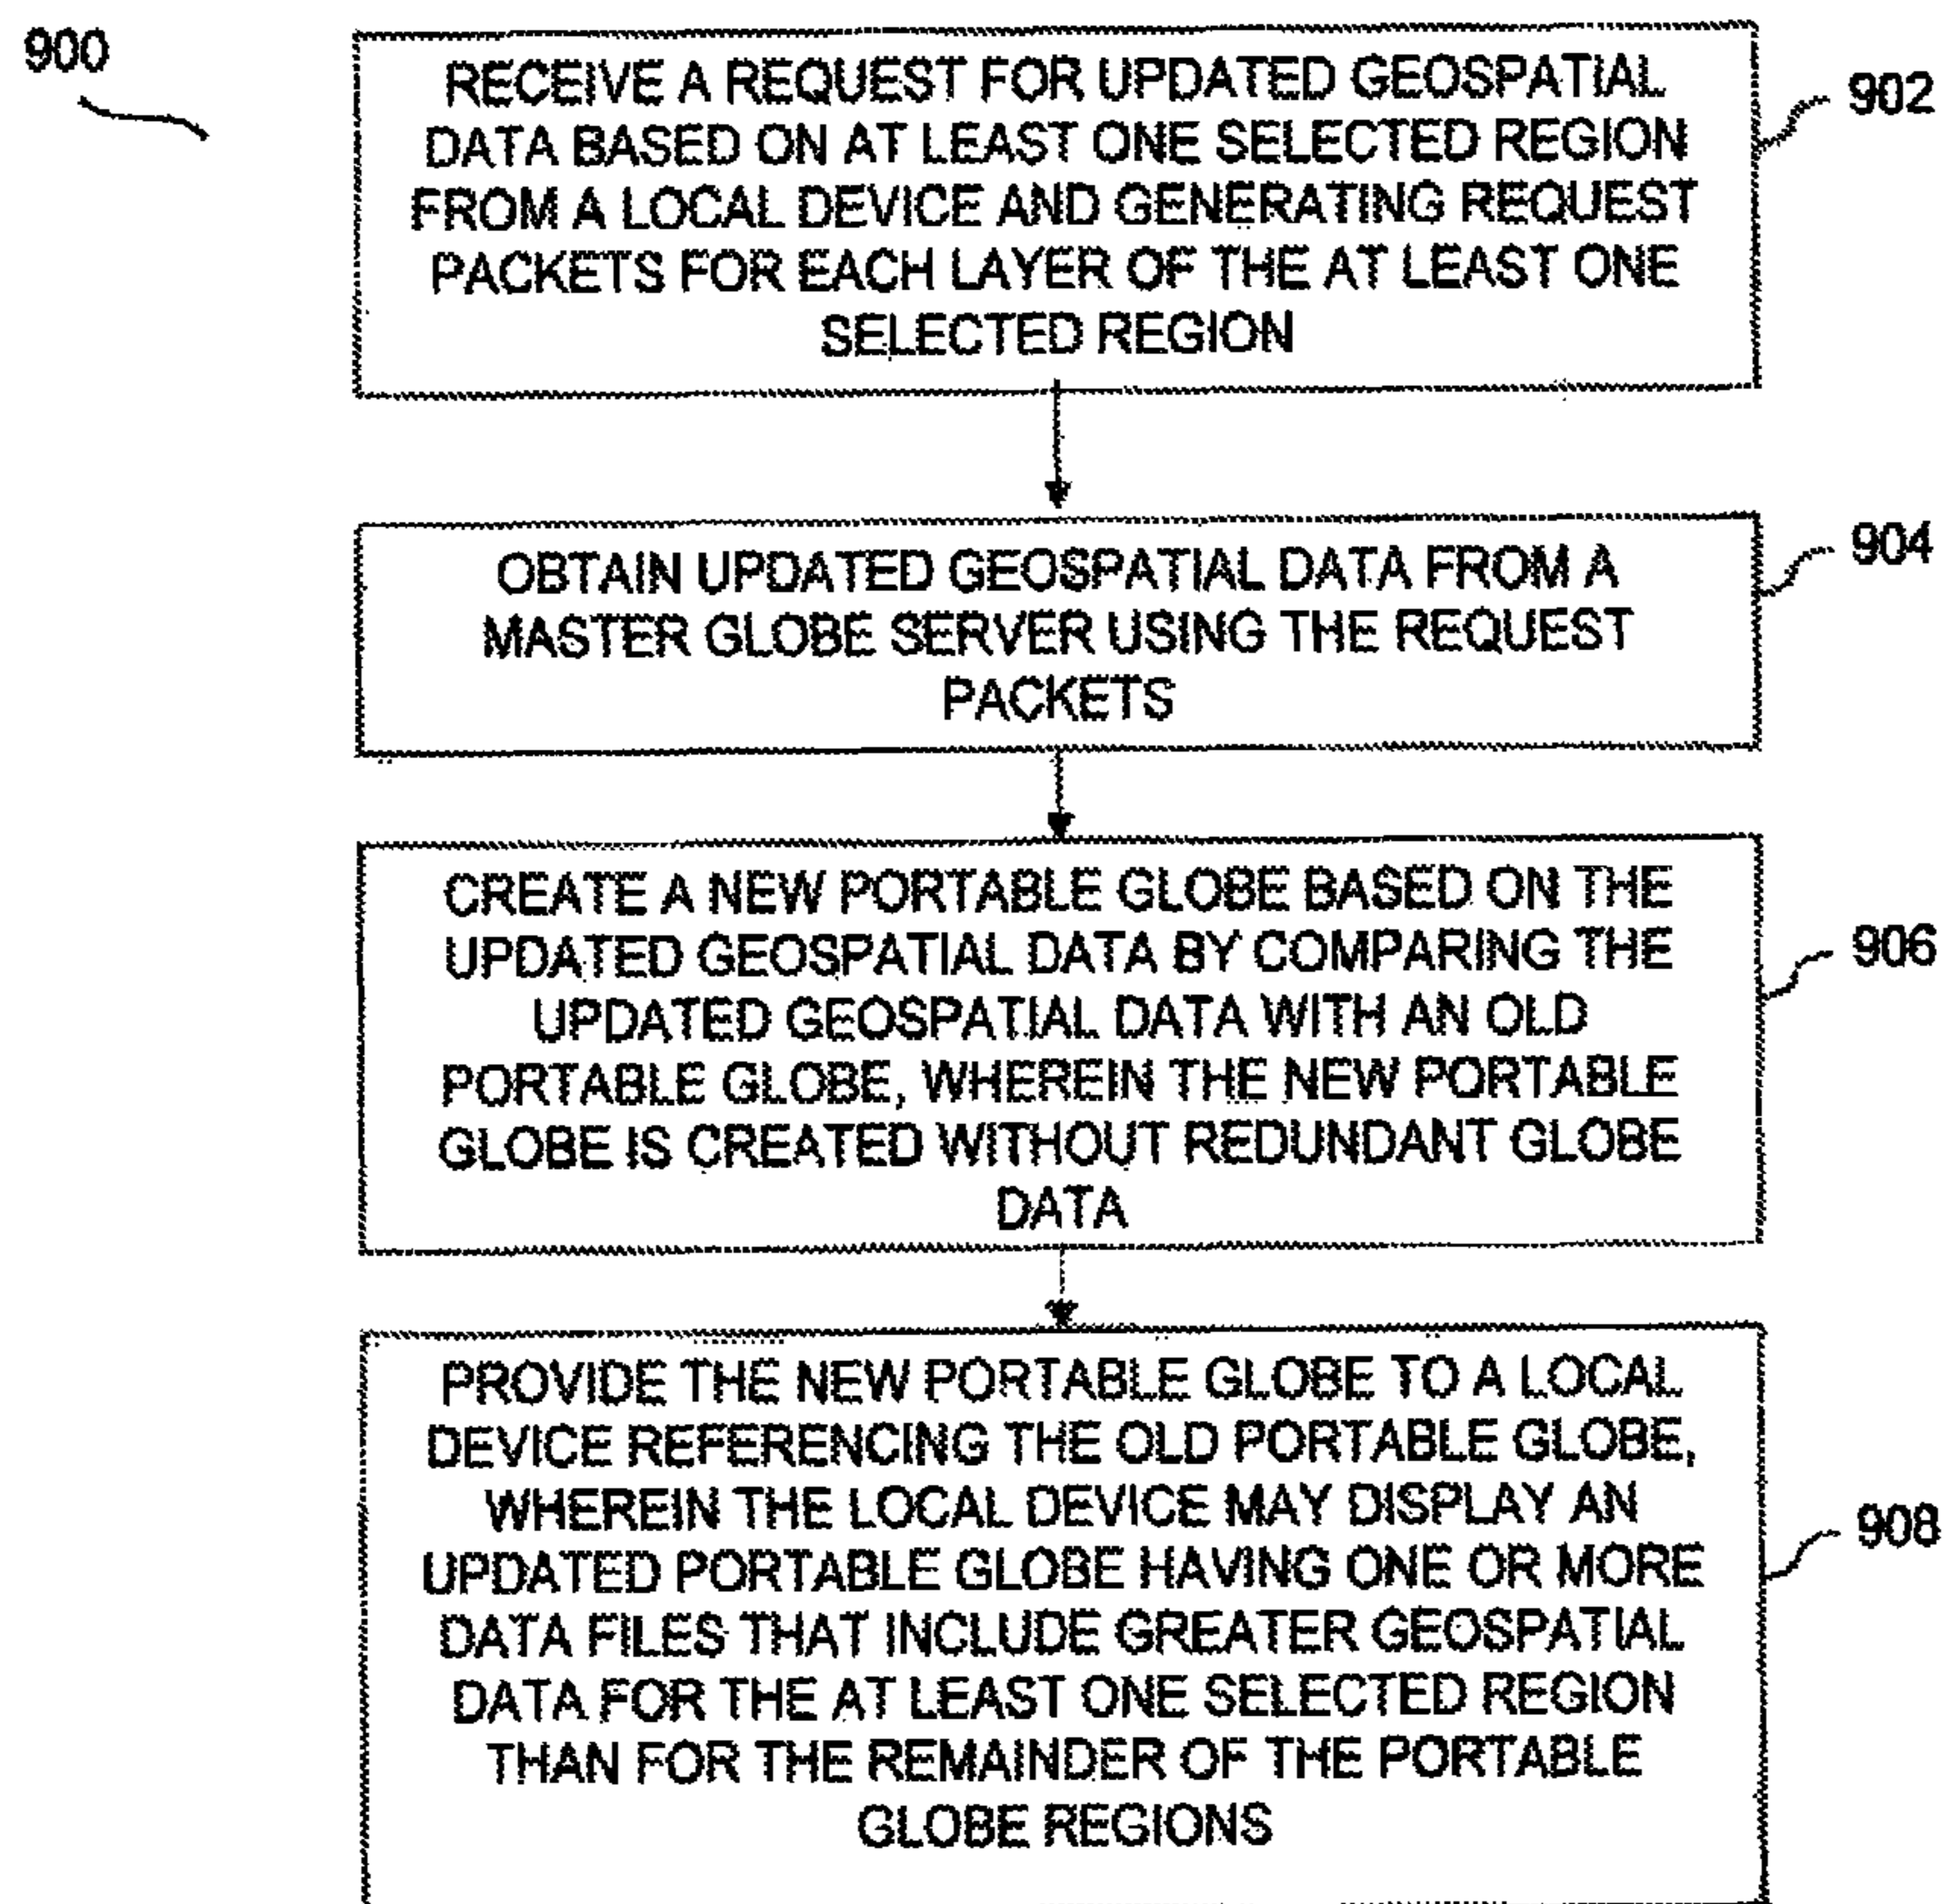 900
RECEIVE A REQUEST FOR UPDATED GEOSPATIAL
DATA BASED ON AT LEAST ONE SELECTED REGION
FROM A LOCAL DEVICE AND GENERATING REQUEST
PACKETS FOR EACH LAYER OF THE AT LEAST ONE
SELECTED REGION
902
OBTAIN UPDATED GEOSPATIAL DATA FROM A
MASTER GLOBE SERVER USING THE REQUEST
PACKETS
904
CREATE A NEW PORTABLE GLOBE BASED ON THE
UPDATED GEOSPATIAL DATA BY COMPARING THE
UPDATED GEOSPATIAL DATA WITH AN OLD
PORTABLE GLOBE, WHEREIN THE NEW PORTABLE
GLOBE IS CREATED WITHOUT REDUNDANT GLOBE
DATA
906
PROVIDE THE NEW PORTABLE GLOBE TO A LOCAL
DEVICE REFERENCING THE OLD PORTABLE GLOBE,
WHEREIN THE LOCAL DEVICE MAY DISPLAY AN
UPDATED PORTABLE GLOBE HAVING ONE OR MORE
DATA FILES THAT INCLUDE GREATER GEOSPATIAL
DATA FOR THE AT LEAST ONE SELECTED REGION
THAN FOR THE REMAINDER OF THE PORTABLE
GLOBE REGIONS
908